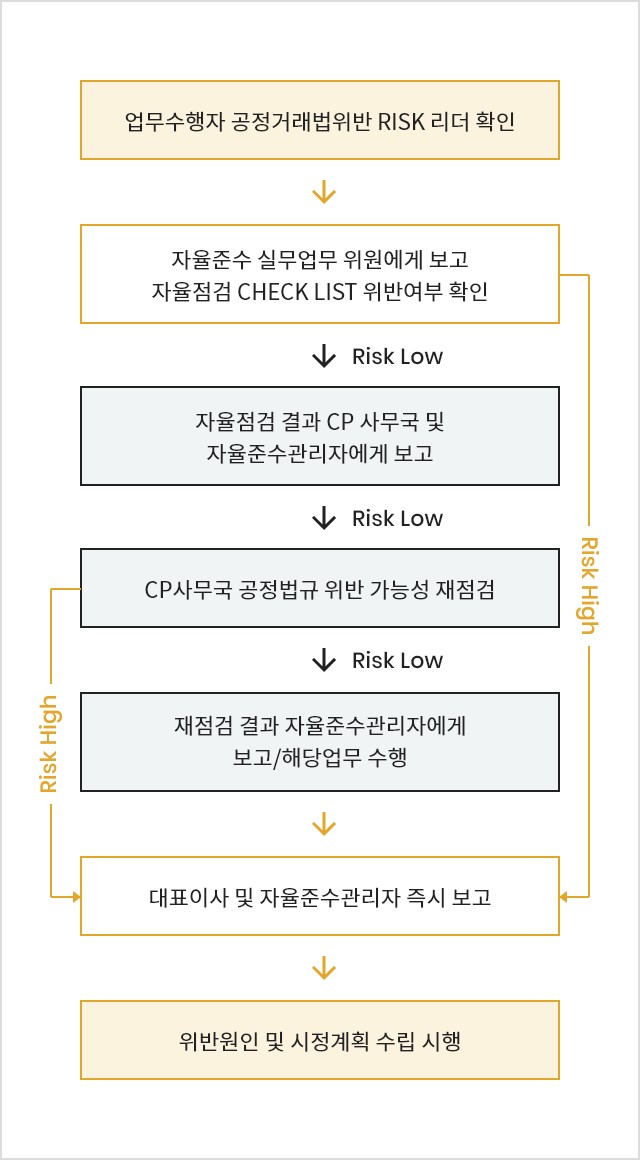 업무수행자 공정거래법위반 RISK 리더 확인
자율준수 실무업무 위원에게 보고
자율점검 CHECK LIST 위반여부 확인
Risk Low
자율점검 결과 CP 사무국 및
자율준수관리자에게 보고
Risk Low
Risk High
CP사무국 공정법규 위반 가능성 재점검
Risk Low
Risk High
재점검 결과 자율준수관리자에게
보고/해당업무 수행
대표이사 및 자율준수관리자 즉시 보고
위반원인 및 시정계획 수립 시행